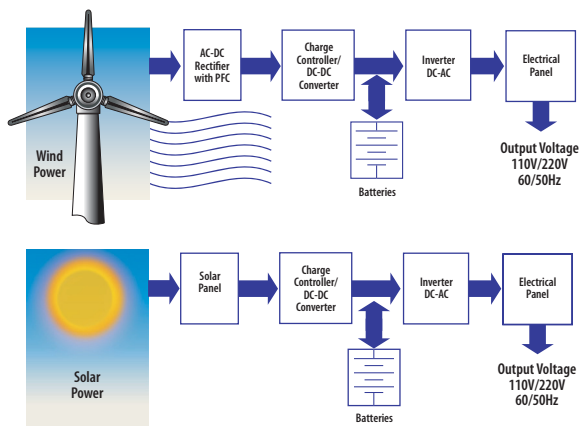 AC-DC
Rectifier
with PFC
Charge
Controller/
DC-DC
Converter
Inverter
DC-AC
Electrical
Panel
Wind
Power
Batteries
Output Voltage
110V/220V
60/50Hz
Solar
Panel
Charge
Controller/
DC-DC
Converter
Inverter
DC-AC
Electrical
Panel
Solar
Power
Batteries
Output Voltage
110V/220V
60/50Hz